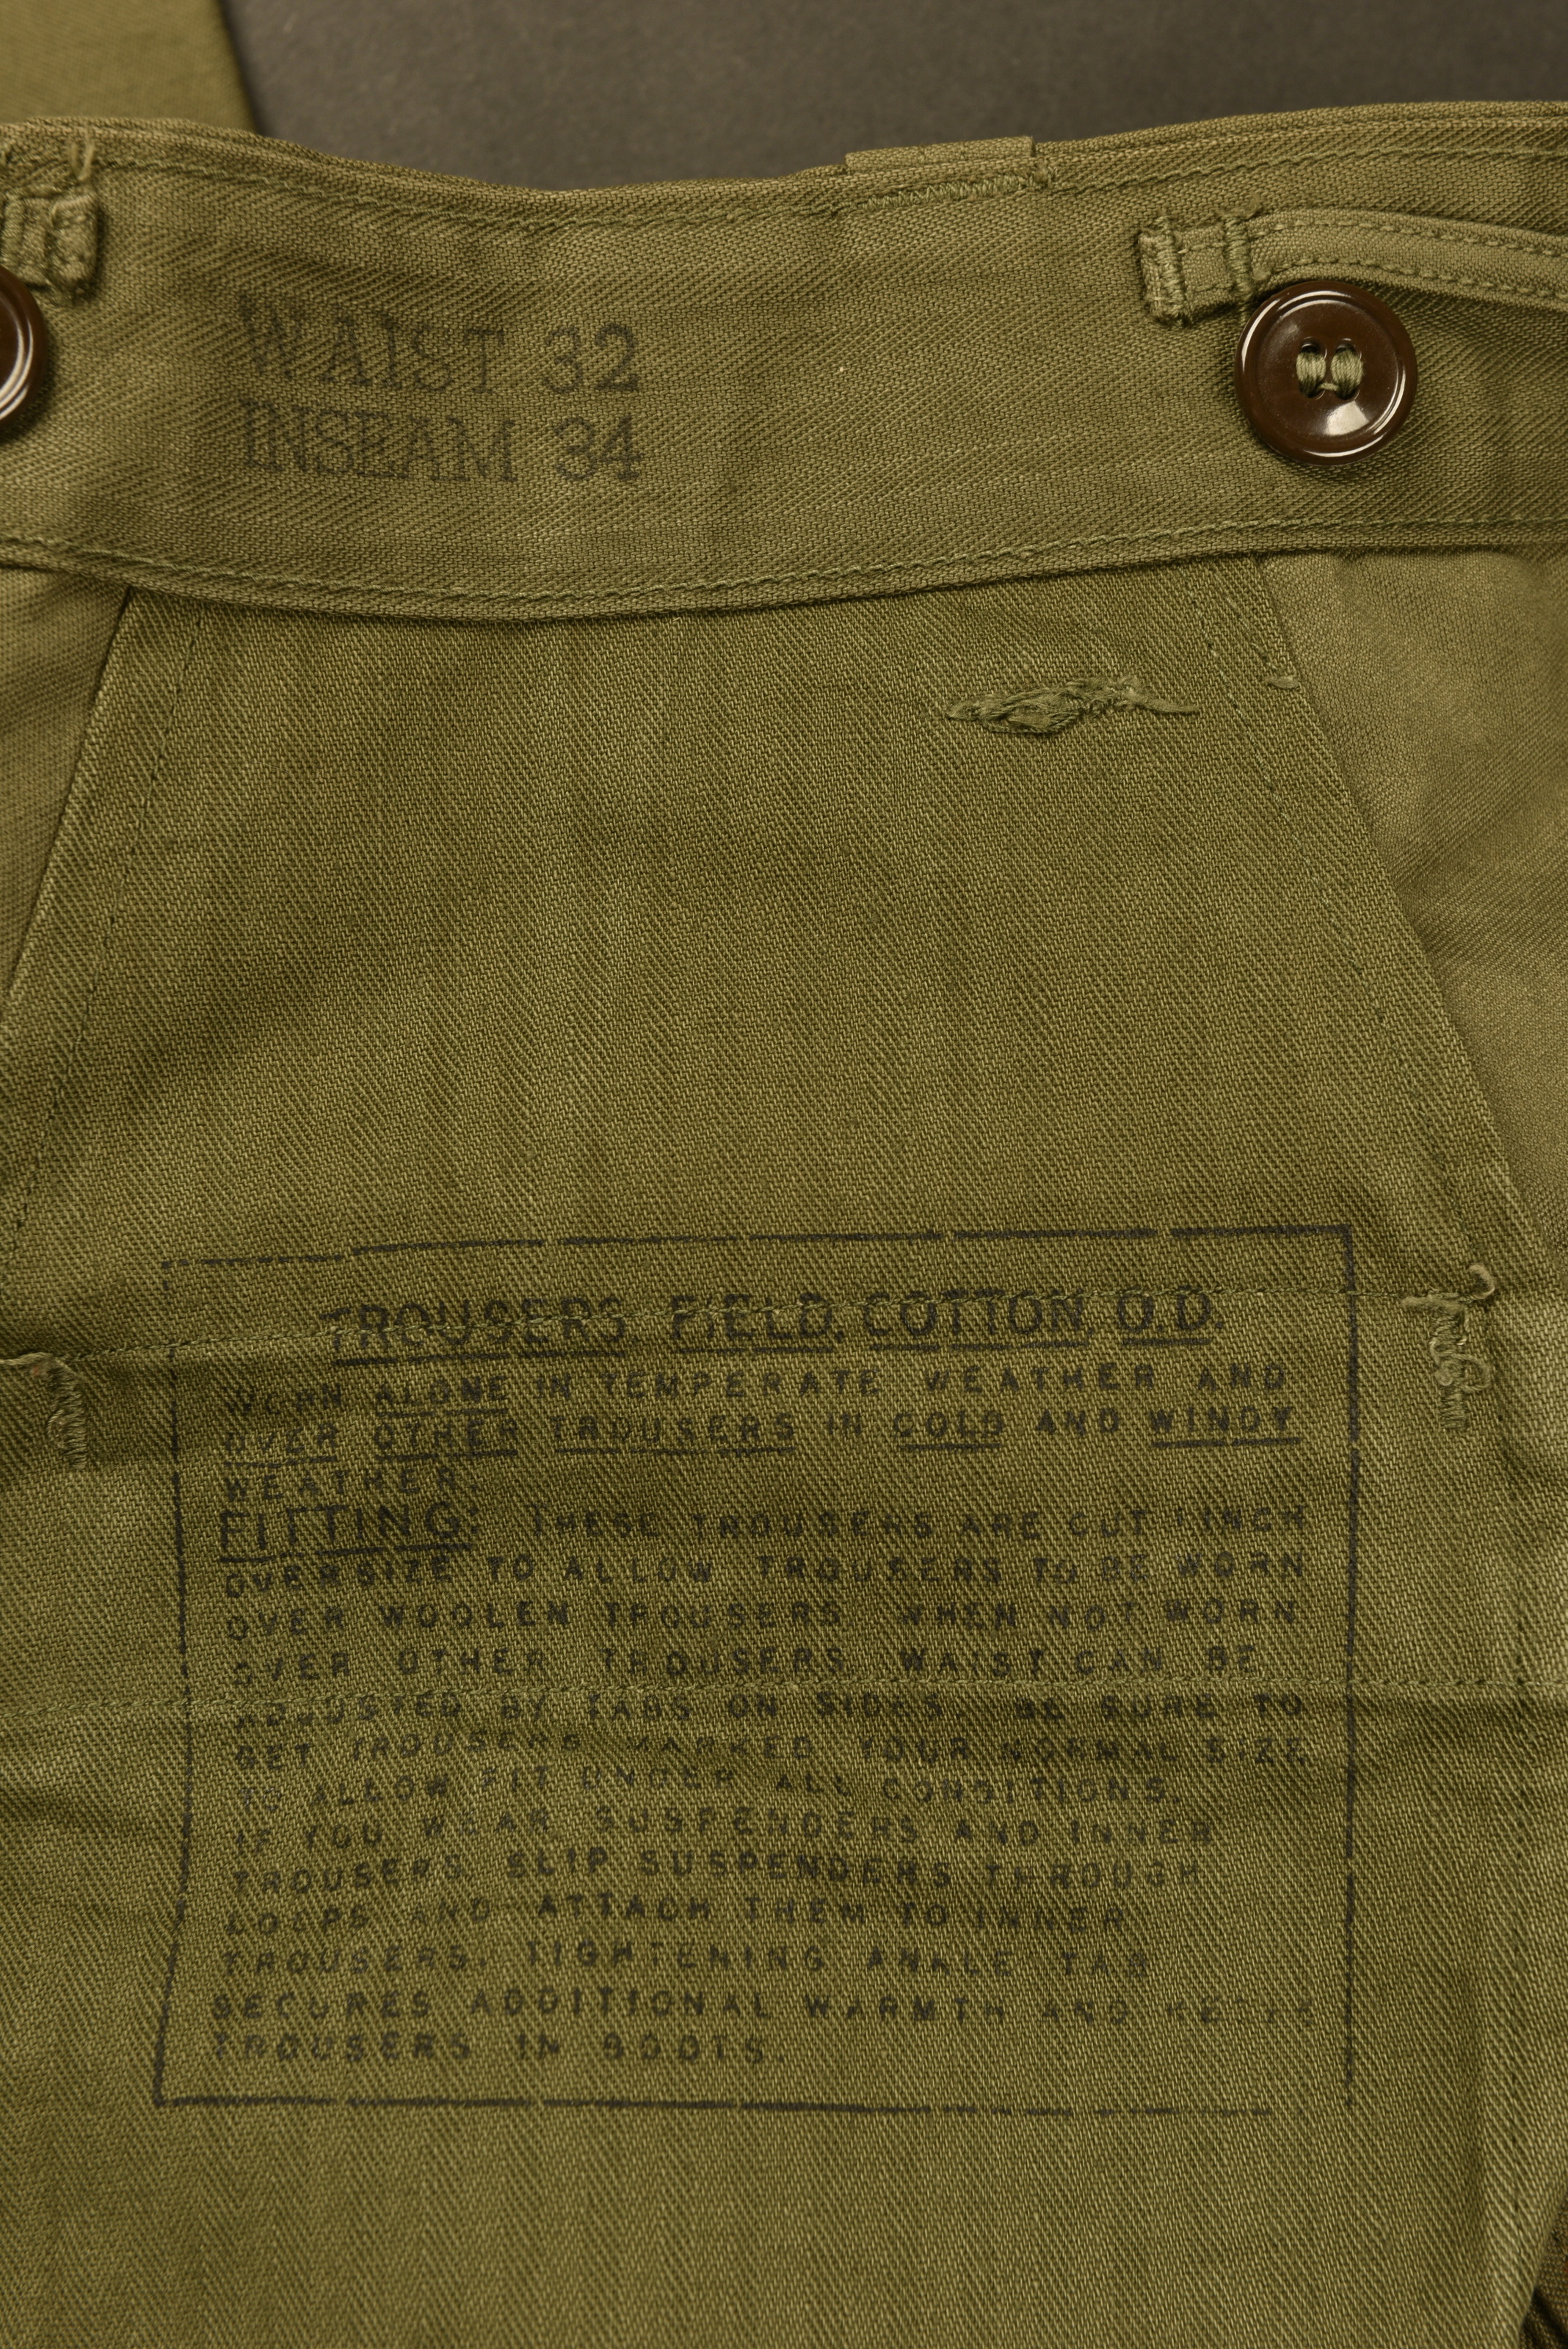 WAIST 32
INSEAM 34
TROUSERS, FIELD, COTTON, O.D.
WORN ALONE IN TEMPERATE WEATHER AND
OVER OTHER TROUSERS IN COLD AND WINDY
WEATHER.
FITTING: THESE TROUSERS ARE CUT 1 INCH
OVERSIZE TO ALLOW TROUSERS TO BE WORN
OVER WOOLEN TROUSERS. WHEN NOT WORN
OVER OTHER TROUSERS, WAIST CAN BE
ADJUSTED BY TABS ON SIDES. BE SURE TO
GET TROUSERS MARKED YOUR NORMAL SIZE
TO ALLOW FIT UNDER ALL CONDITIONS.
IF YOU WEAR SUSPENDERS AND INNER
TROUSERS SLIP SUSPENDERS THROUGH
LOOPS AND ATTACH THEM TO INNER
TROUSERS. TIGHTENING ANKLE TAB
SECURES ADDITIONAL WARMTH AND KEEPS
TROUSERS IN BOOTS.